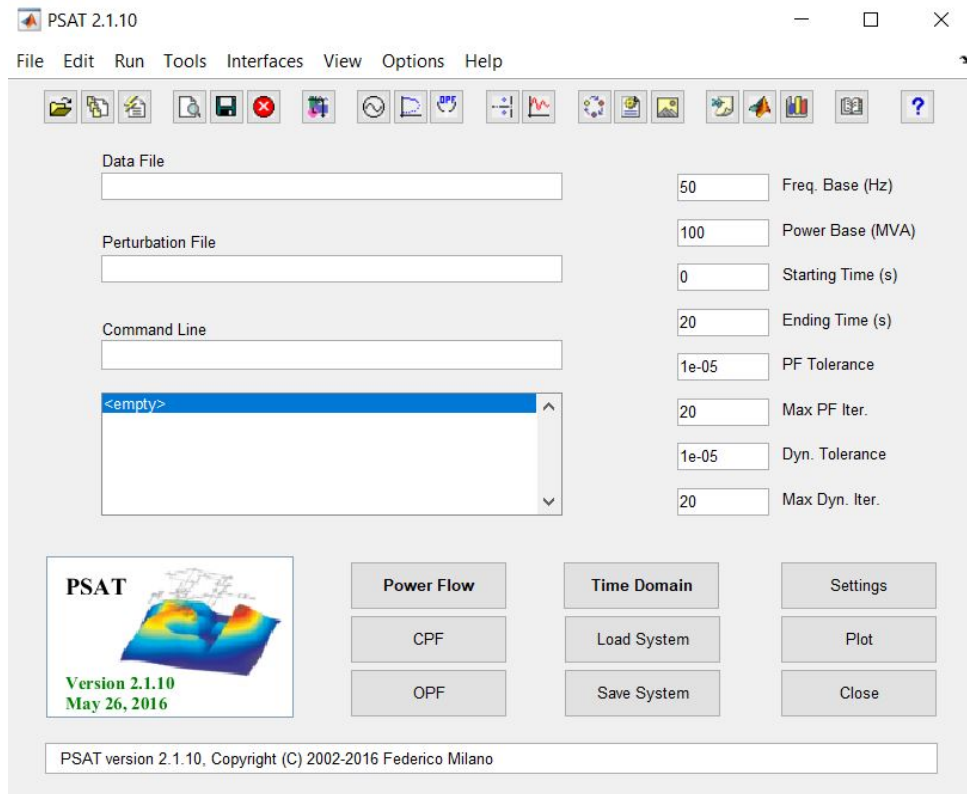 PSAT 2.1.10
File Edit Run Tools Interfaces View Options Help
OPF
?
Data File
50 Freq. Base (Hz)
100 Power Base (MVA)
Perturbation File
0 Starting Time (s)
20 Ending Time (s)
Command Line
1e-05 PF Tolerance
<empty>
20 Max PF Iter.
1e-05 Dyn. Tolerance
20 Max Dyn. Iter.
PSAT
Version 2.1.10
May 26, 2016
Power Flow Time Domain Settings
CPF Load System Plot
OPF Save System Close
PSAT version 2.1.10, Copyright (C) 2002-2016 Federico Milano